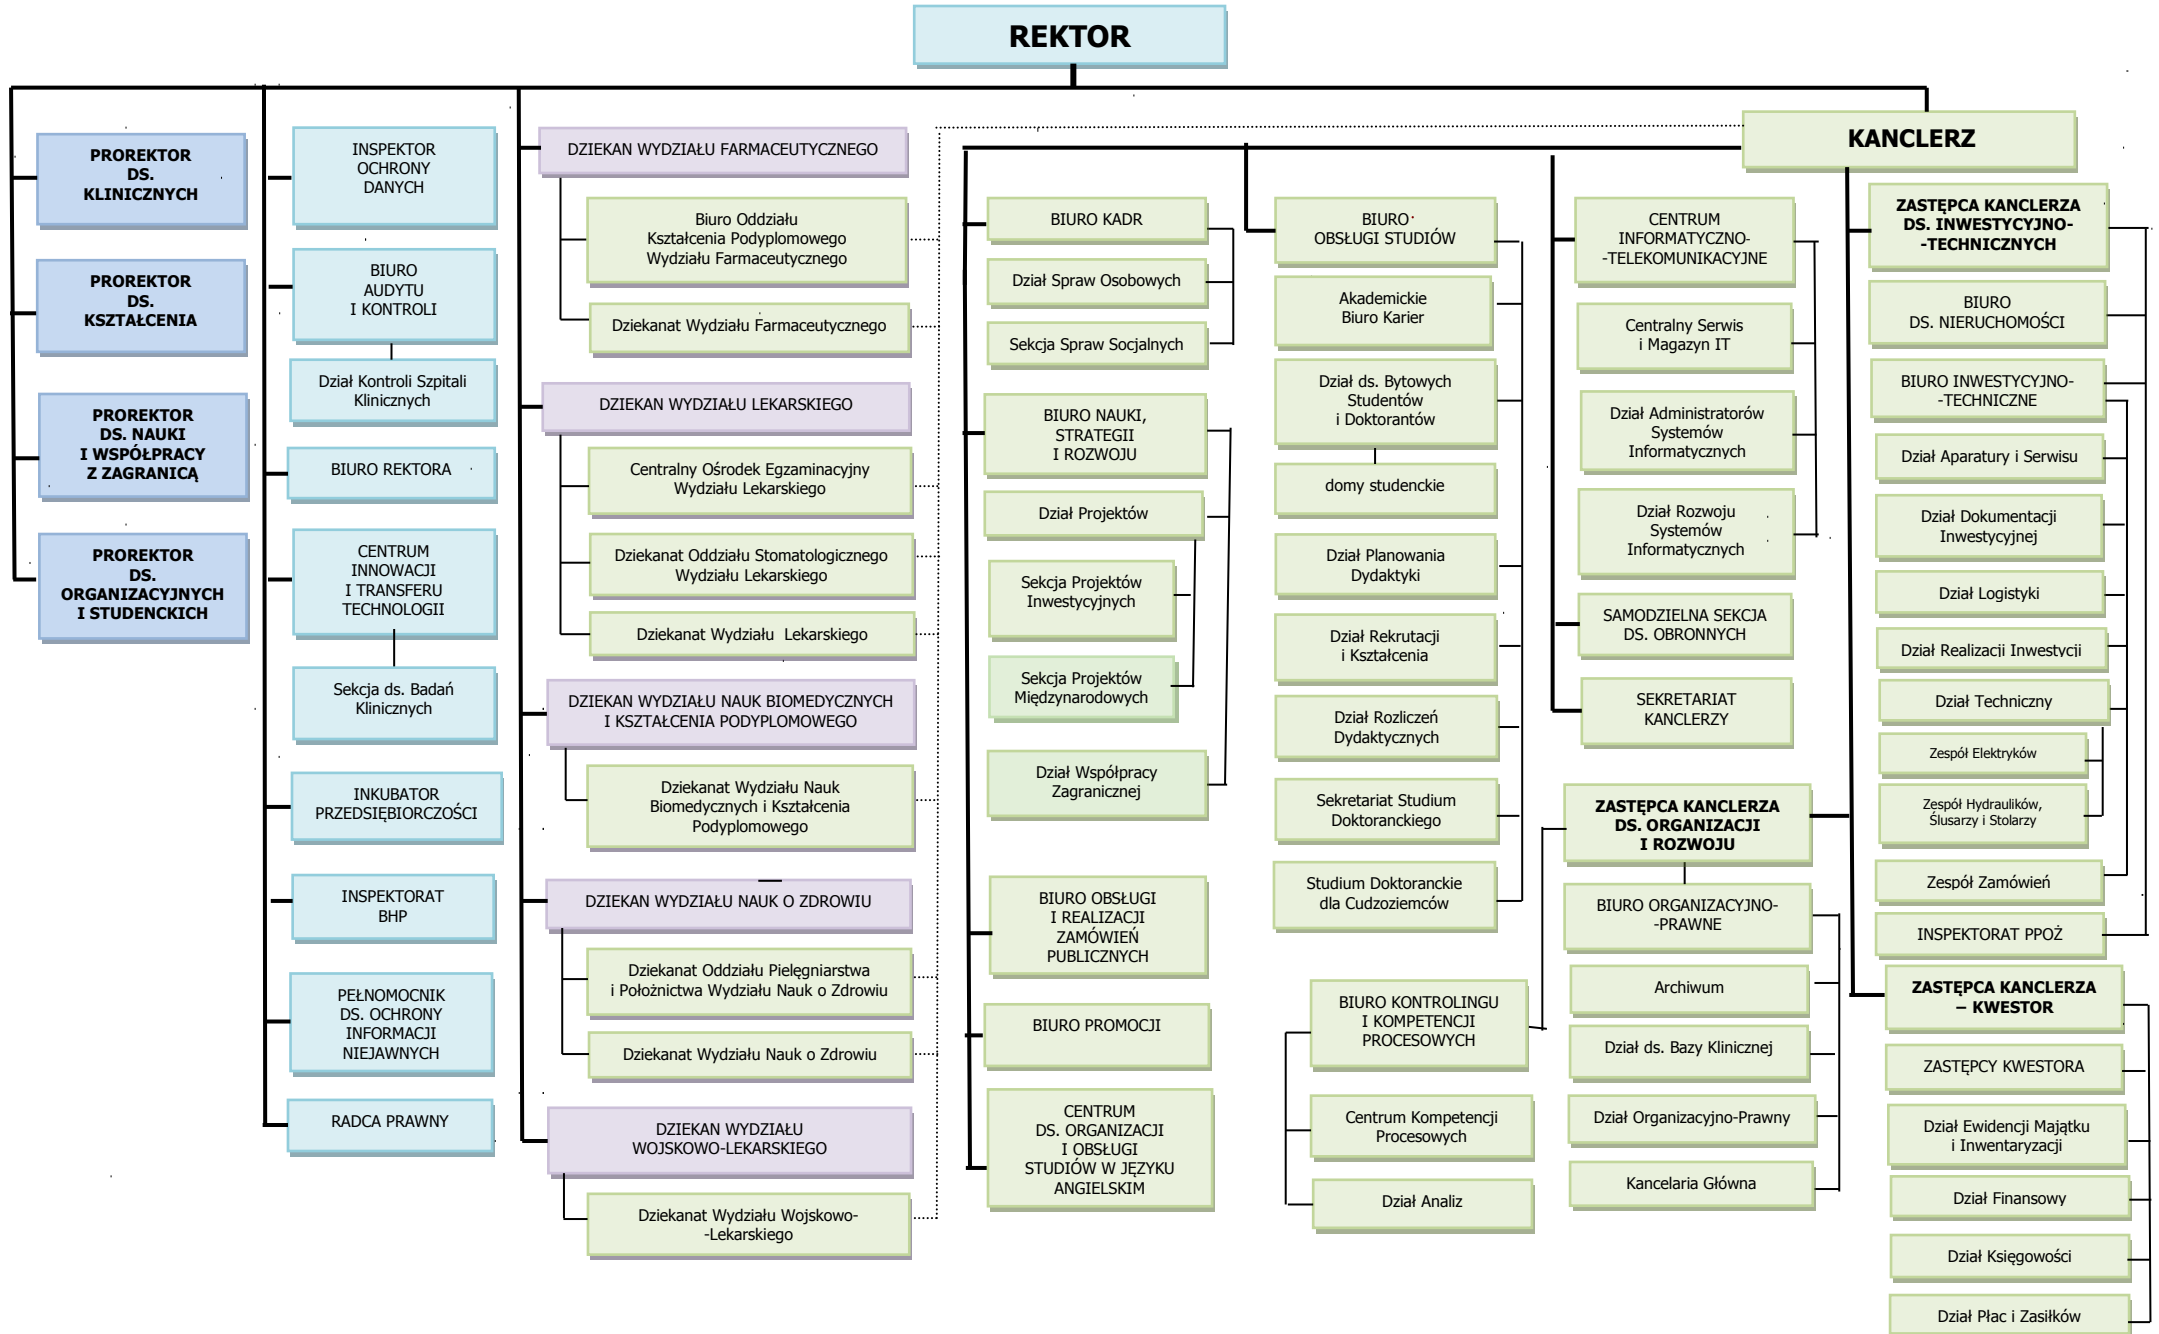 REKTOR
KANCLERZ
PROREKTOR
DS.
KLINICZNYCH
PROREKTOR
DS.
KSZTAŁCENIA
PROREKTOR
DS. NAUKI
I WSPÓŁPRACY
Z ZAGRANICĄ
PROREKTOR
DS.
ORGANIZACYJNYCH
I STUDENCKICH
INSPEKTOR
OCHRONY
DANYCH
BIURO
AUDYTU
I KONTROLI
Dział Kontroli Szpitali
Klinicznych
BIURO REKTORA
CENTRUM
INNOWACJI
I TRANSFERU
TECHNOLOGII
Sekcja ds. Badań
Klinicznych
INKUBATOR
PRZEDSIĘBIORCZOŚCI
INSPEKTORAT
BHP
PEŁNOMOCNIK
DS. OCHRONY
INFORMACJI
NIEJAWNYCH
RADCA PRAWNY
DZIEKAN WYDZIAŁU FARMACEUTYCZNEGO
Biuro Oddziału
Kształcenia Podyplomowego
Wydziału Farmaceutycznego
Dziekanat Wydziału Farmaceutycznego
DZIEKAN WYDZIAŁU LEKARSKIEGO
Centralny Ośrodek Egzaminacyjny
Wydziału Lekarskiego
Dziekanat Oddziału Stomatologicznego
Wydziału Lekarskiego
Dziekanat Wydziału Lekarskiego
DZIEKAN WYDZIAŁU NAUK BIOMEDYCZNYCH
I KSZTAŁCENIA PODYPLOMOWEGO
Dziekanat Wydziału Nauk
Biomedycznych i Kształcenia
Podyplomowego
DZIEKAN WYDZIAŁU NAUK O ZDROWIU
Dziekanat Oddziału Pielęgniarstwa
i Położnictwa Wydziału Nauk o Zdrowiu
Dziekanat Wydziału Nauk o Zdrowiu
DZIEKAN WYDZIAŁU
WOJSKOWO-LEKARSKIEGO
Dziekanat Wydziału Wojskowo-
-Lekarskiego
BIURO KADR
Dział Spraw Osobowych
Sekcja Spraw Socjalnych
BIURO NAUKI,
STRATEGII
I ROZWOJU
Dział Projektów
Sekcja Projektów
Inwestycyjnych
Sekcja Projektów
Międzynarodowych
Dział Współpracy
Zagranicznej
BIURO OBSŁUGI
I REALIZACJI
ZAMÓWIEŃ
PUBLICZNYCH
BIURO PROMOCJI
CENTRUM
DS. ORGANIZACJI
I OBSŁUGI
STUDIÓW W JĘZYKU
ANGIELSKIM
BIURO
OBSŁUGI STUDIÓW
Akademickie
Biuro Karier
Dział ds. Bytowych
Studentów
i Doktorantów
domy studenckie
Dział Planowania
Dydaktyki
Dział Rekrutacji
i Kształcenia
Dział Rozliczeń
Dydaktycznych
Sekretariat Studium
Doktoranckiego
Studium Doktoranckie
dla Cudzoziemców
BIURO KONTROLINGU
I KOMPETENCJI
PROCESOWYCH
Centrum Kompetencji
Procesowych
Dział Analiz
CENTRUM
INFORMATYCZNO-
-TELEKOMUNIKACYJNE
Centralny Serwis
i Magazyn IT
Dział Administratorów
Systemów
Informatycznych
Dział Rozwoju
Systemów
Informatycznych
SAMODZIELNA SEKCJA
DS. OBRONNYCH
SEKRETARIAT
KANCLERZY
ZASTĘPCA KANCLERZA
DS. ORGANIZACJI
I ROZWOJU
BIURO ORGANIZACYJNO-
-PRAWNE
Archiwum
Dział ds. Bazy Klinicznej
Dział Organizacyjno-Prawny
Kancelaria Główna
ZASTĘPCA KANCLERZA
DS. INWESTYCYJNO-
-TECHNICZNYCH
BIURO
DS. NIERUCHOMOŚCI
BIURO INWESTYCYJNO-
-TECHNICZNE
Dział Aparatury i Serwisu
Dział Dokumentacji
Inwestycyjnej
Dział Logistyki
Dział Realizacji Inwestycji
Dział Techniczny
Zespół Elektryków
Zespół Hydraulików,
Ślusarzy i Stolarzy
Zespół Zamówień
INSPEKTORAT PPOŻ
ZASTĘPCA KANCLERZA
– KWESTOR
ZASTĘPCY KWESTORA
Dział Ewidencji Majątku
i Inwentaryzacji
Dział Finansowy
Dział Księgowości
Dział Płac i Zasiłków